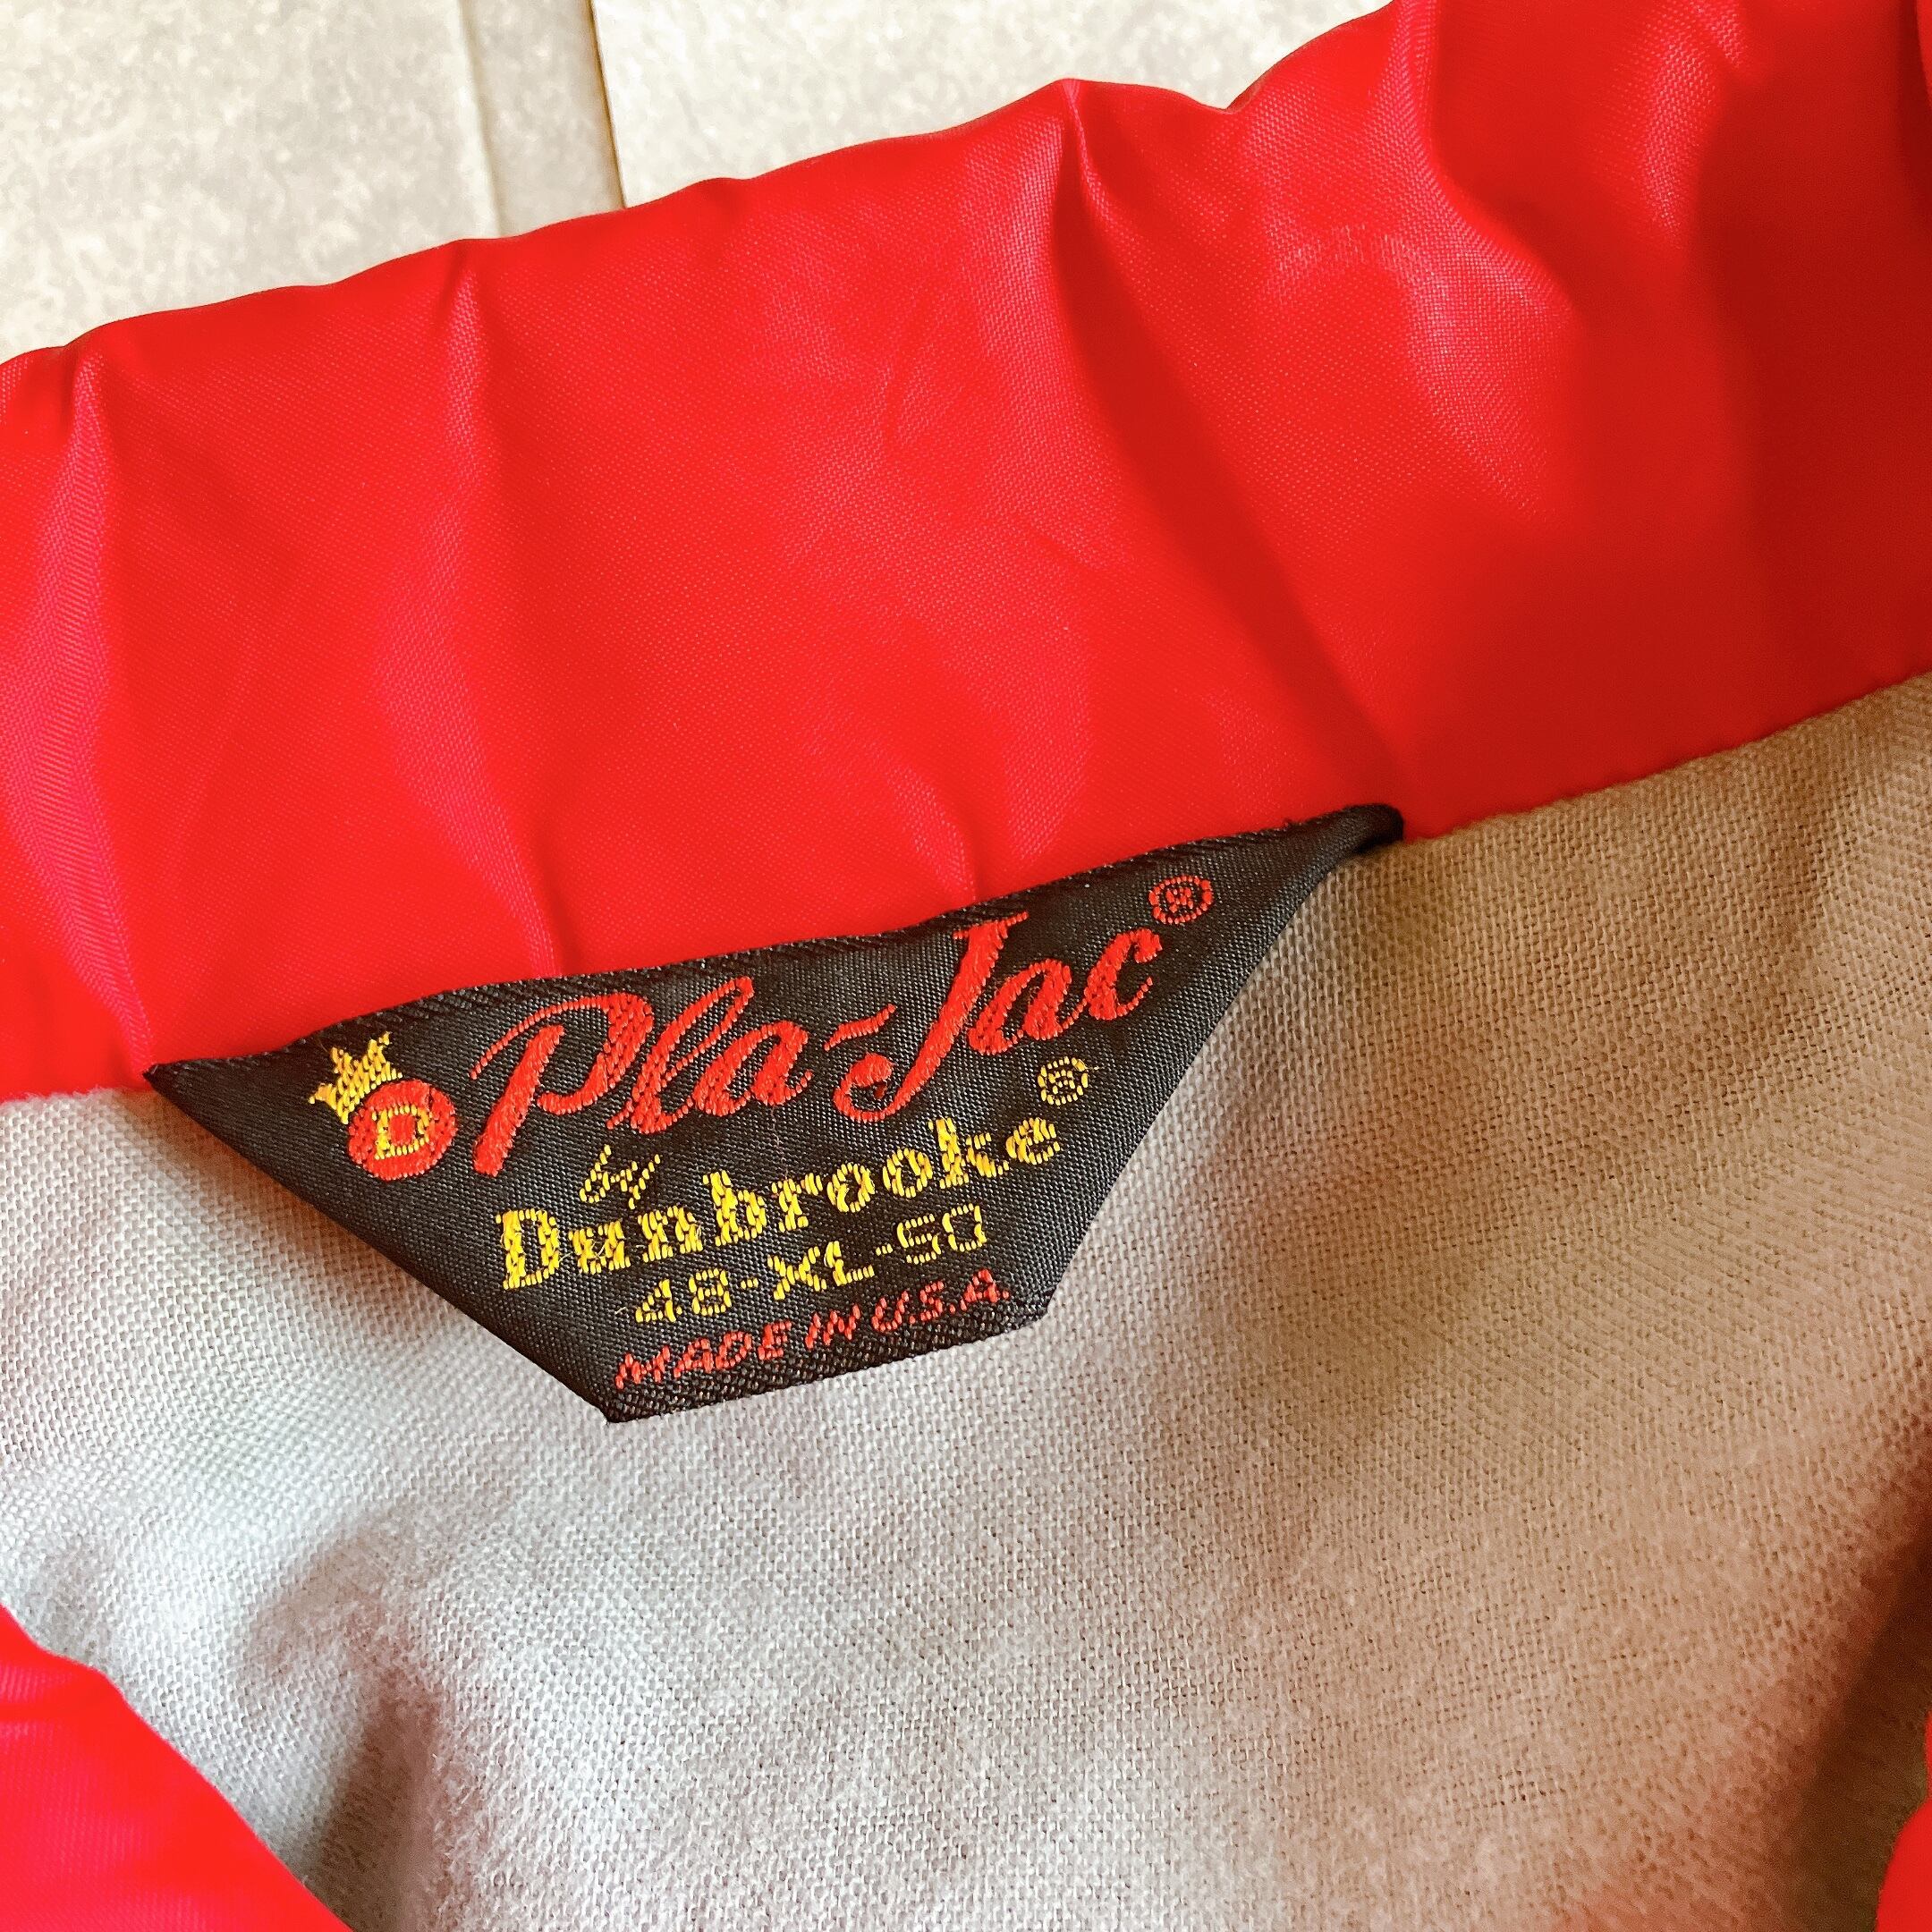 Pla-Jac®
D
by
Dunbrooke®
48-XL-50
MADE IN U.S.A.